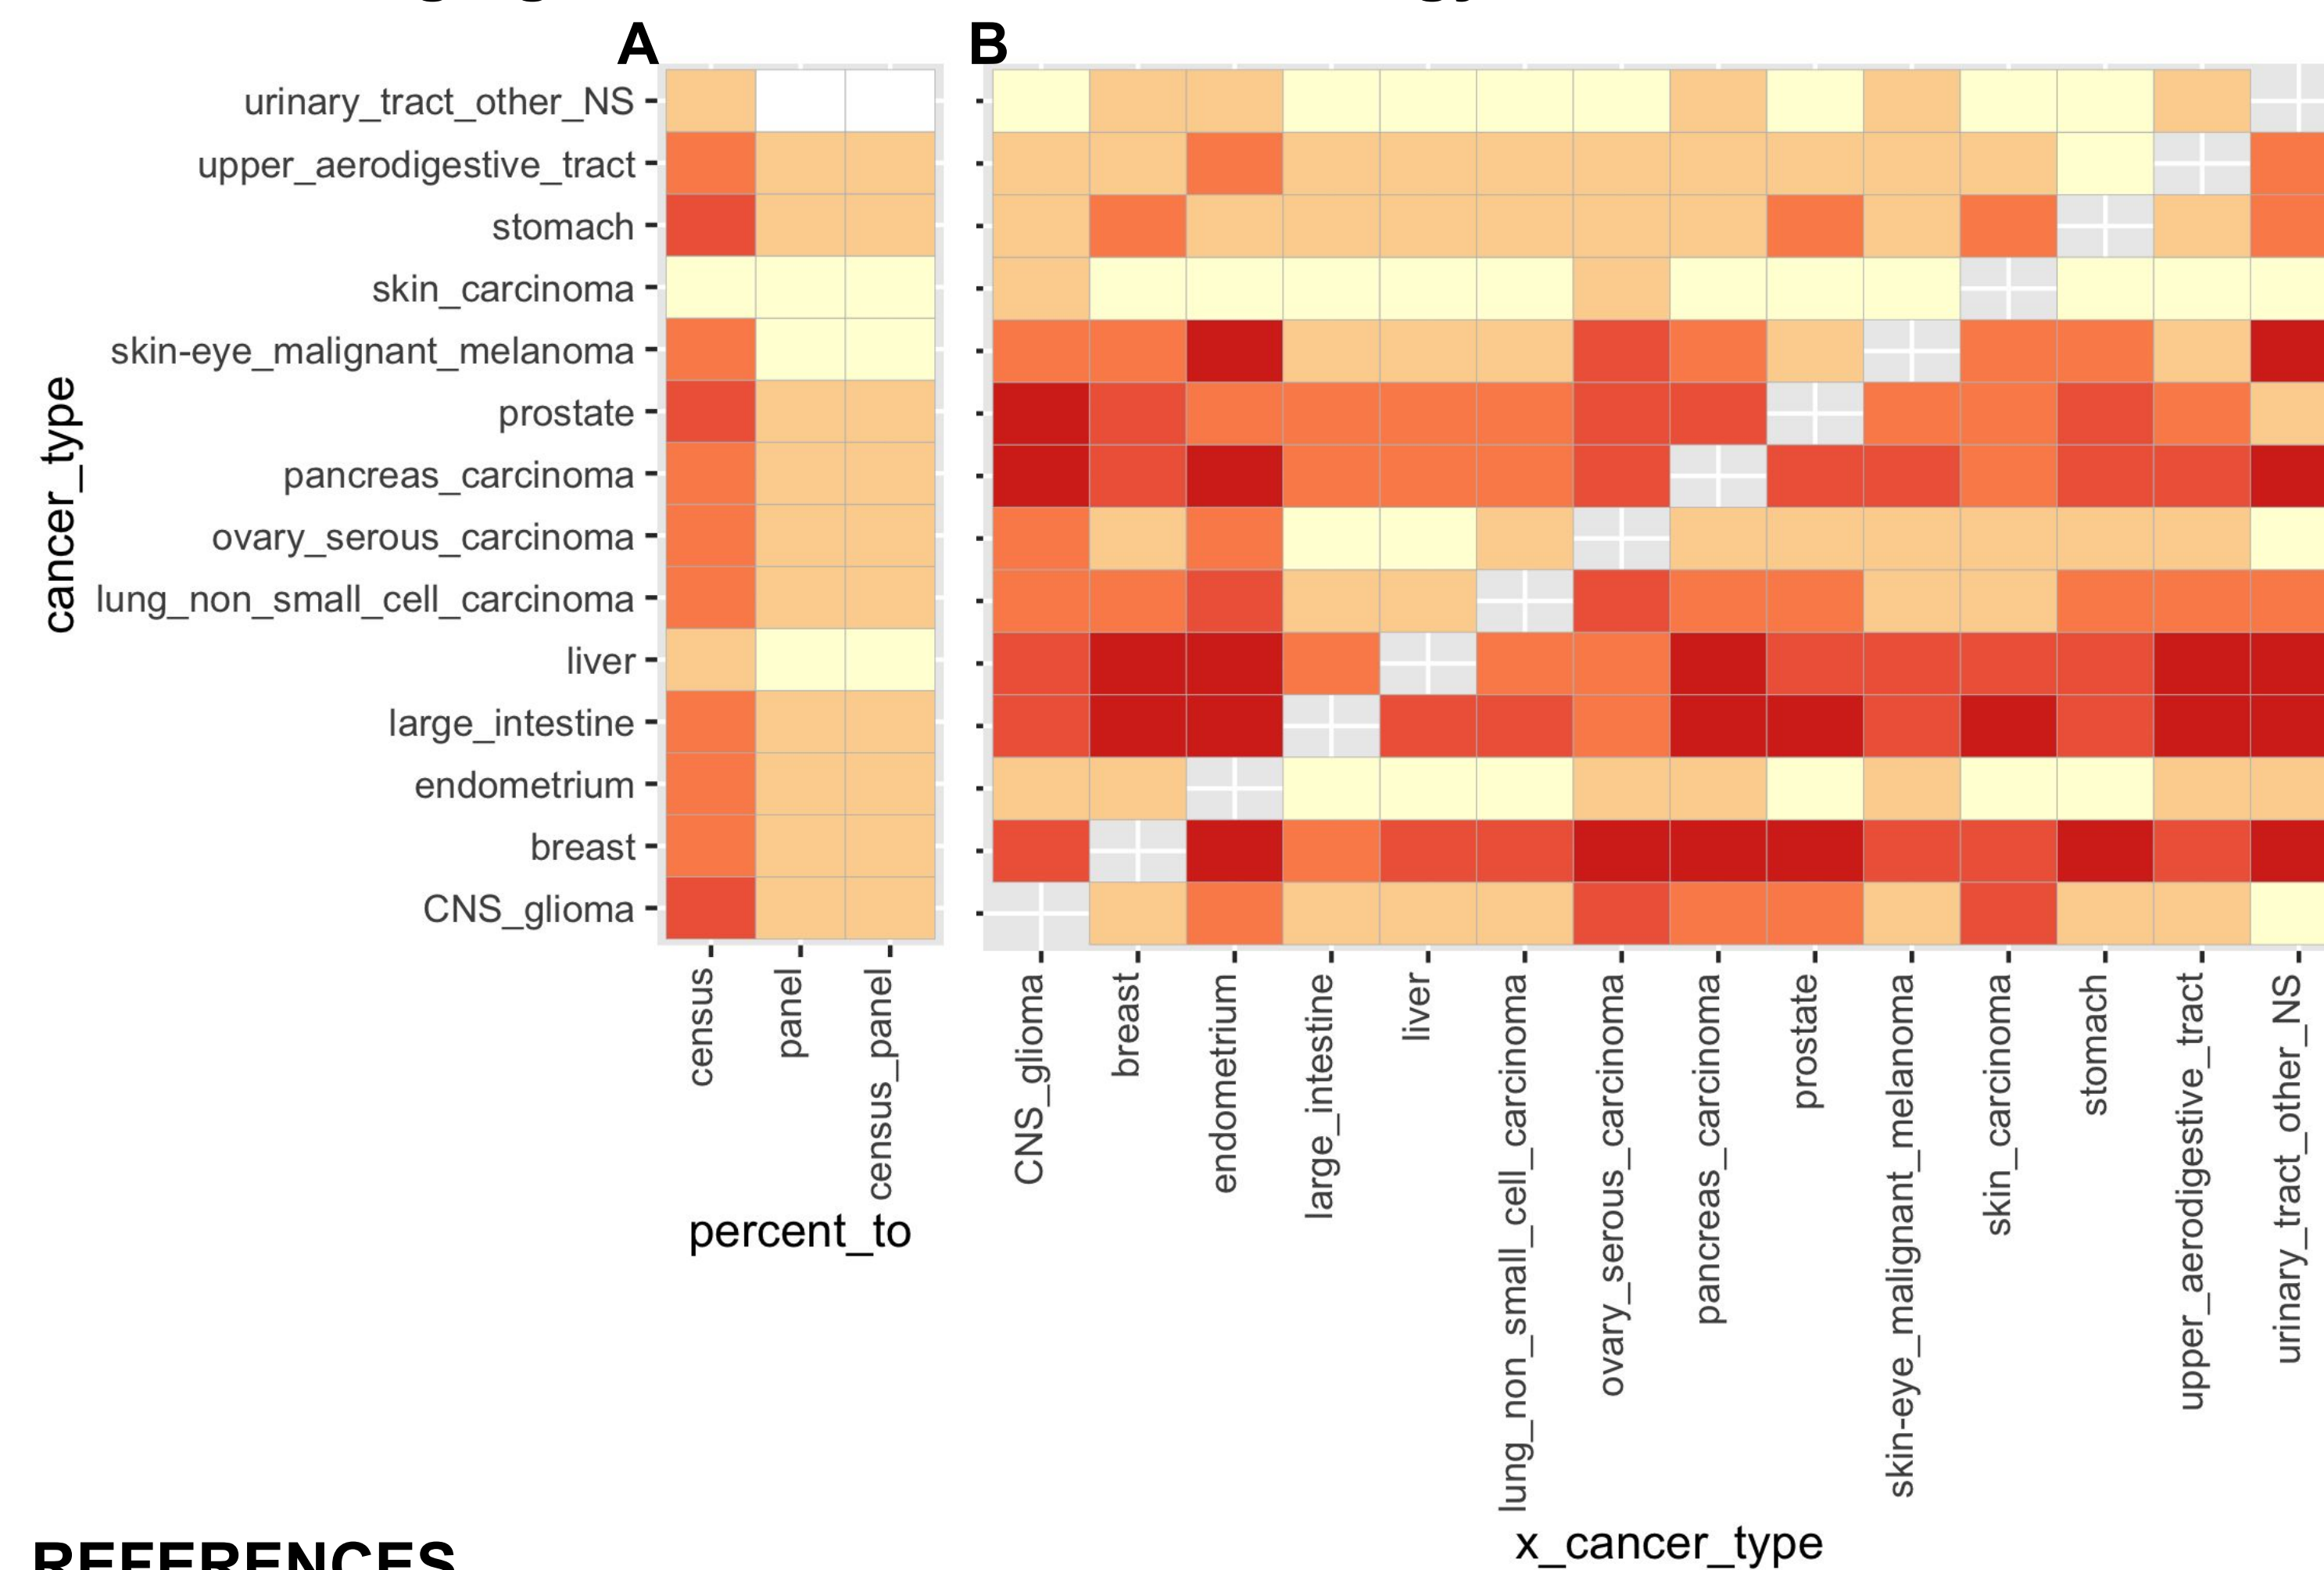 A
B
urinary_tract_other_NS
upper_aerodigestive_tract
stomach
skin_carcinoma
skin-eye_malignant_melanoma
prostate
pancreas_carcinoma
ovary_serous_carcinoma
lung_non_small_cell_carcinoma
liver
large_intestine
endometrium
breast
CNS_glioma
cancer_type
census
panel
census_panel
percent_to
CNS_glioma
breast
endometrium
large_intestine
liver
lung_non_small_cell_carcinoma
ovary_serous_carcinoma
pancreas_carcinoma
prostate
skin-eye_malignant_melanoma
skin_carcinoma
stomach
upper_aerodigestive_tract
urinary_tract_other_NS
x_cancer_type
REFERENCES